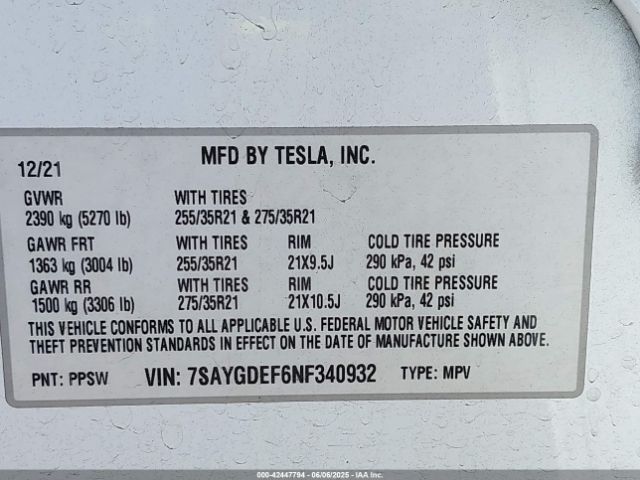 12/21 MFD BY TESLA, INC.
GVWR WITH TIRES
2390 kg (5270 lb) 255/35R21 & 275/35R21
GAWR FRT WITH TIRES RIM COLD TIRE PRESSURE
1363 kg (3004 lb) 255/35R21 21X9.5J 290 kPa, 42 psi
GAWR RR WITH TIRES RIM COLD TIRE PRESSURE
1500 kg (3306 lb) 275/35R21 21X10.5J 290 kPa, 42 psi
THIS VEHICLE CONFORMS TO ALL APPLICABLE U.S. FEDERAL MOTOR VEHICLE SAFETY AND
THEFT PREVENTION STANDARDS IN EFFECT ON THE DATE OF MANUFACTURE SHOWN ABOVE.
PNT: PPSW VIN: 7SAYGDEF6NF340932 TYPE: MPV
000-42447794 - 06/06/2025 - IAA Inc.